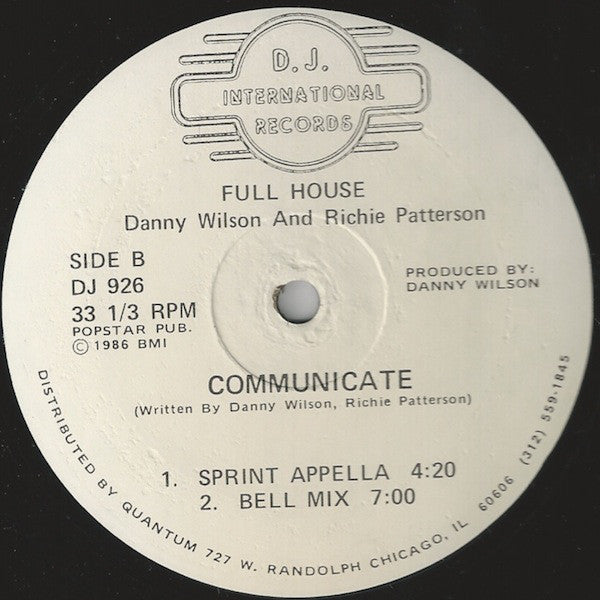 D.J.
INTERNATIONAL
RECORDS
FULL HOUSE
Danny Wilson And Richie Patterson
SIDE B
DJ 926
33 1/3 RPM
POPSTAR PUB.
© 1986 BMI
PRODUCED BY:
DANNY WILSON
COMMUNICATE
(Written By Danny Wilson, Richie Patterson)
1. SPRINT APPELLA 4:20
2. BELL MIX 7:00
DISTRIBUTED BY QUANTUM 727 W. RANDOLPH CHICAGO, IL 60606 (312) 559-1845